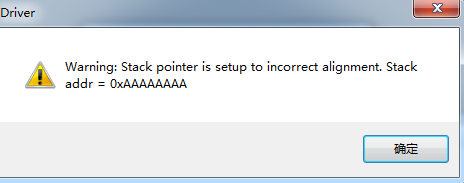 Driver
Warning: Stack pointer is setup to incorrect alignment. Stack
addr = 0xAAAAAAAA
确定